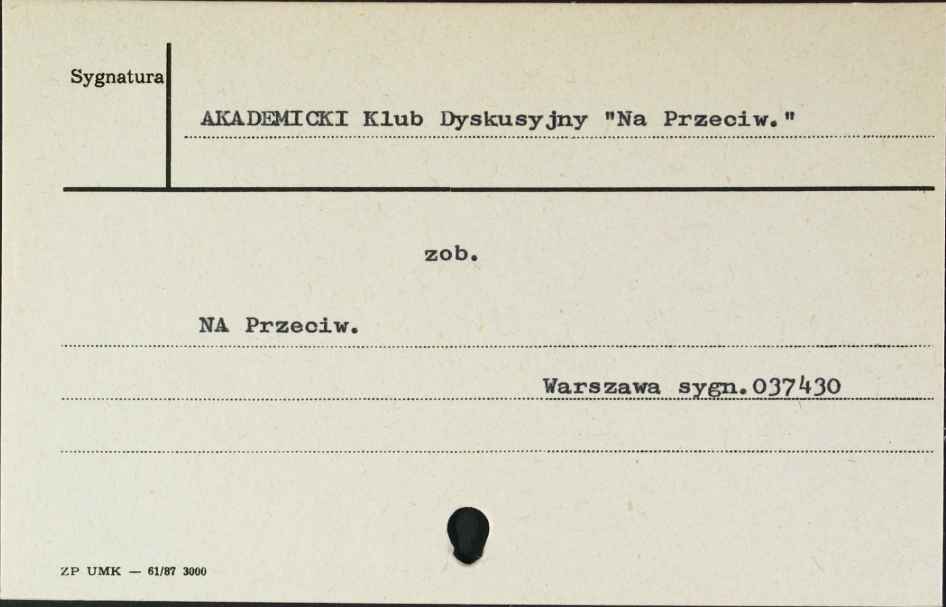 Sygnatura
AKADEMICKI Klub Dyskusyjny "Na Przeciw."
zob.
NA Przeciw.
Warszawa sygn.037430
ZP UMK — 61/87 3000